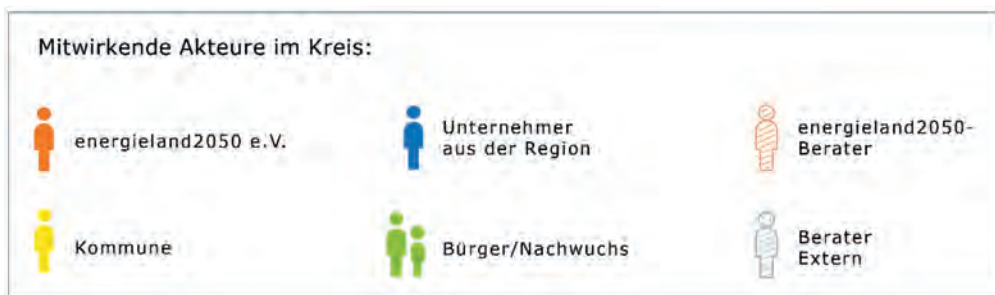 Mitwirkende Akteure im Kreis:
energieland2050 e.V.
Unternehmer
aus der Region
energieland2050-
Berater
Kommune
Bürger/Nachwuchs
Berater
Extern